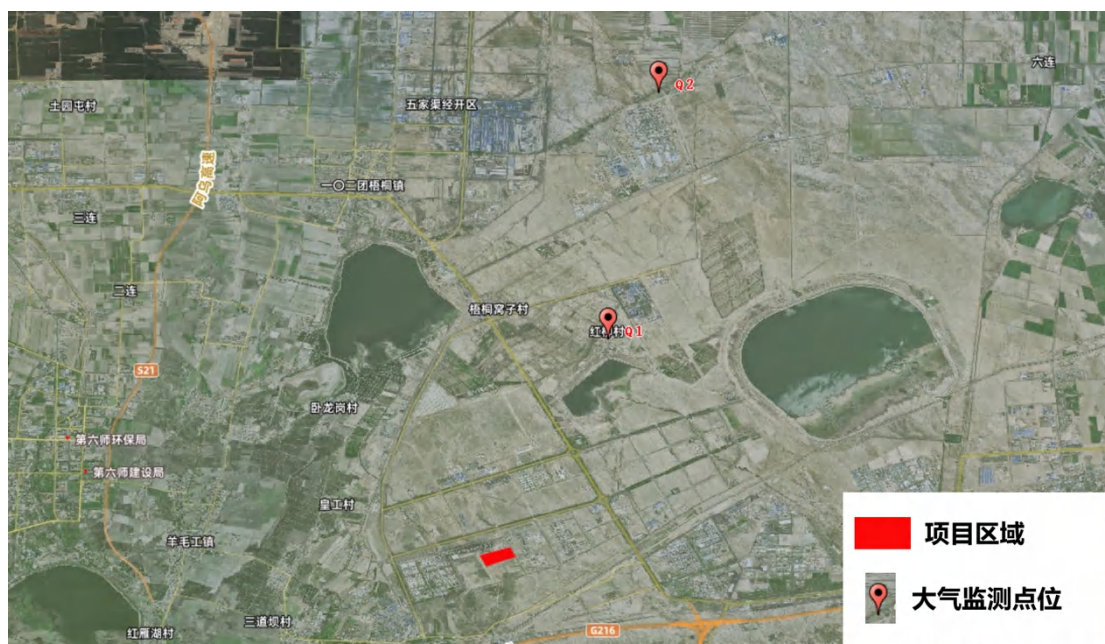 六连
Q2
土园屯村
五家渠经开区
阿乌高速
一〇二团梧桐镇
三连
二连
梧桐窝子村
红柳村
Q1
S21
卧龙岗村
第六师环保局
第六师建设局
皇工村
羊毛工镇
项目区域
大气监测点位
三道坝村
红雁湖村
G216